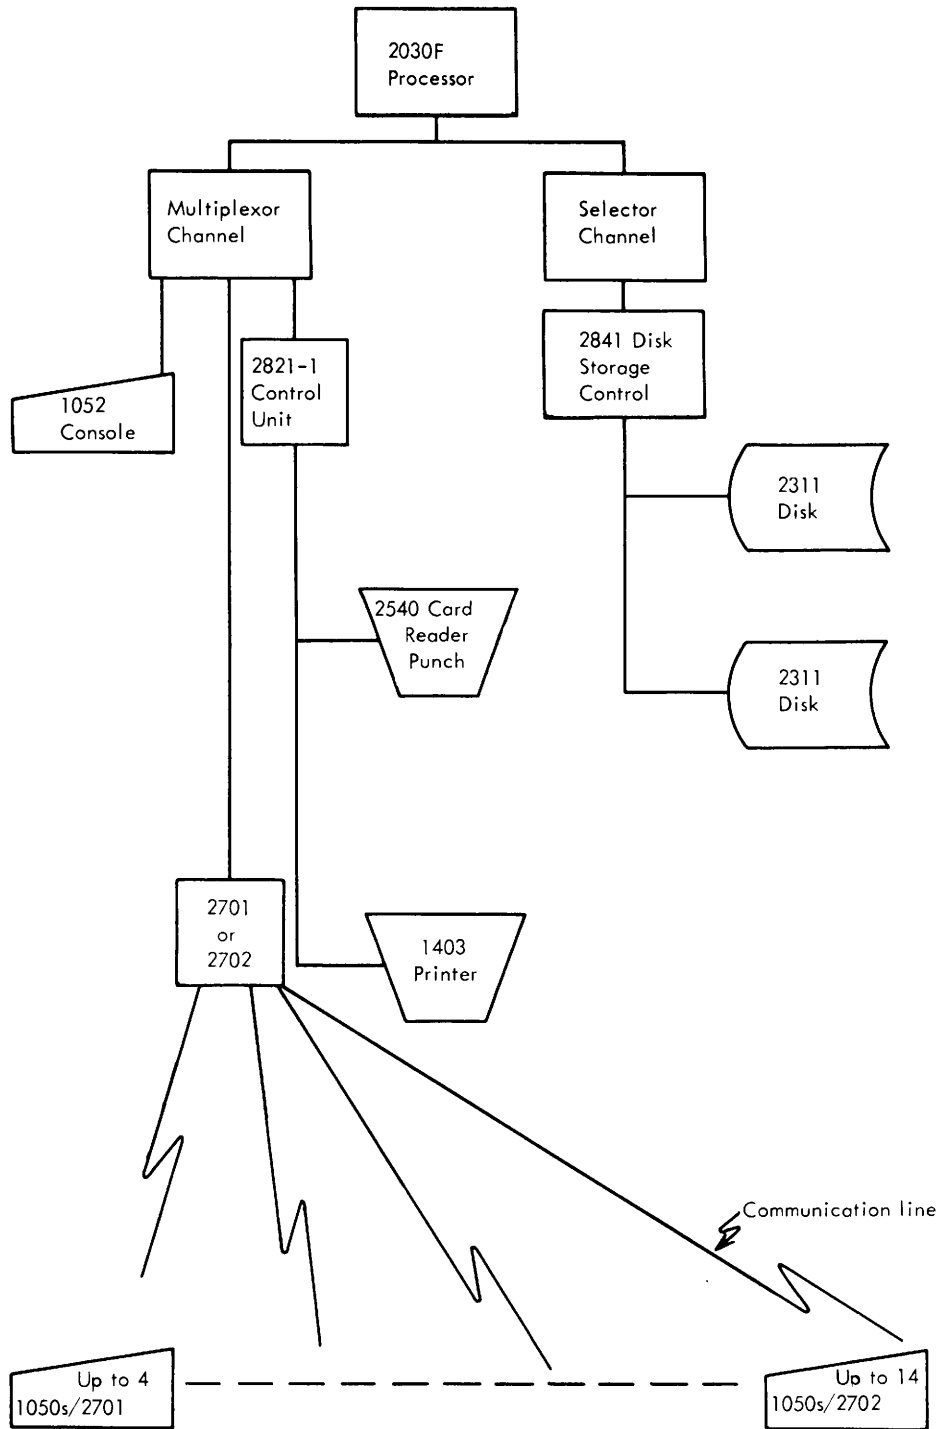 2030F
Processor
Multiplexor
Channel
Selector
Channel
1052
Console
2821-1
Control
Unit
2841 Disk
Storage
Control
2311
Disk
2540 Card
Reader
Punch
2311
Disk
2701
or
2702
1403
Printer
Communication line
Up to 4
1050s/2701
Up to 14
1050s/2702